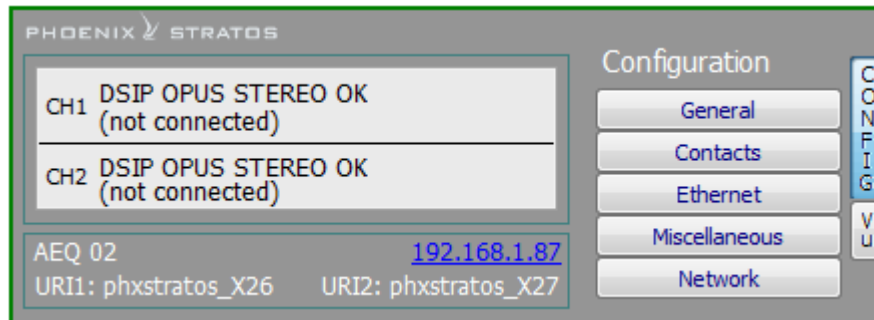 PHOENIX STRATOS
CH1 DSIP OPUS STEREO OK
(not connected)
CH2 DSIP OPUS STEREO OK
(not connected)
AEQ 02 192.168.1.87
URI1: phxstratos_X26 URI2: phxstratos_X27
Configuration
General
Contacts
Ethernet
Miscellaneous
Network
C
O
N
F
I
G
V
u